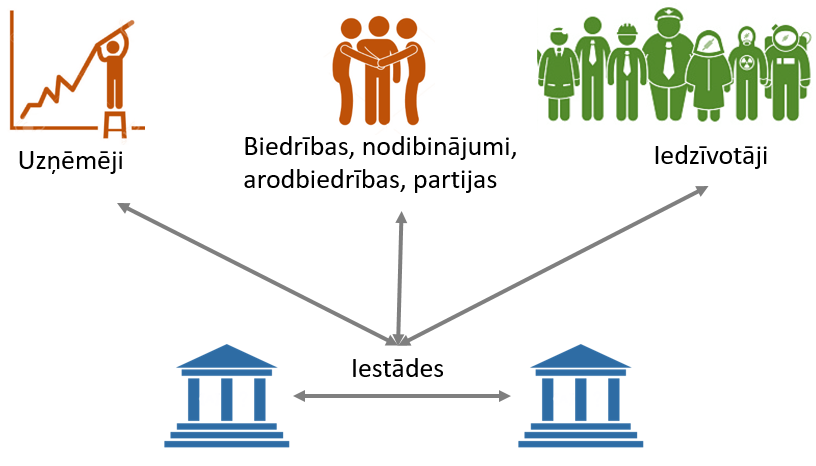 Uzņēmēji
Biedrības, nodibinājumi,
arodbiedrības, partijas
Iedzīvotāji
Iestādes